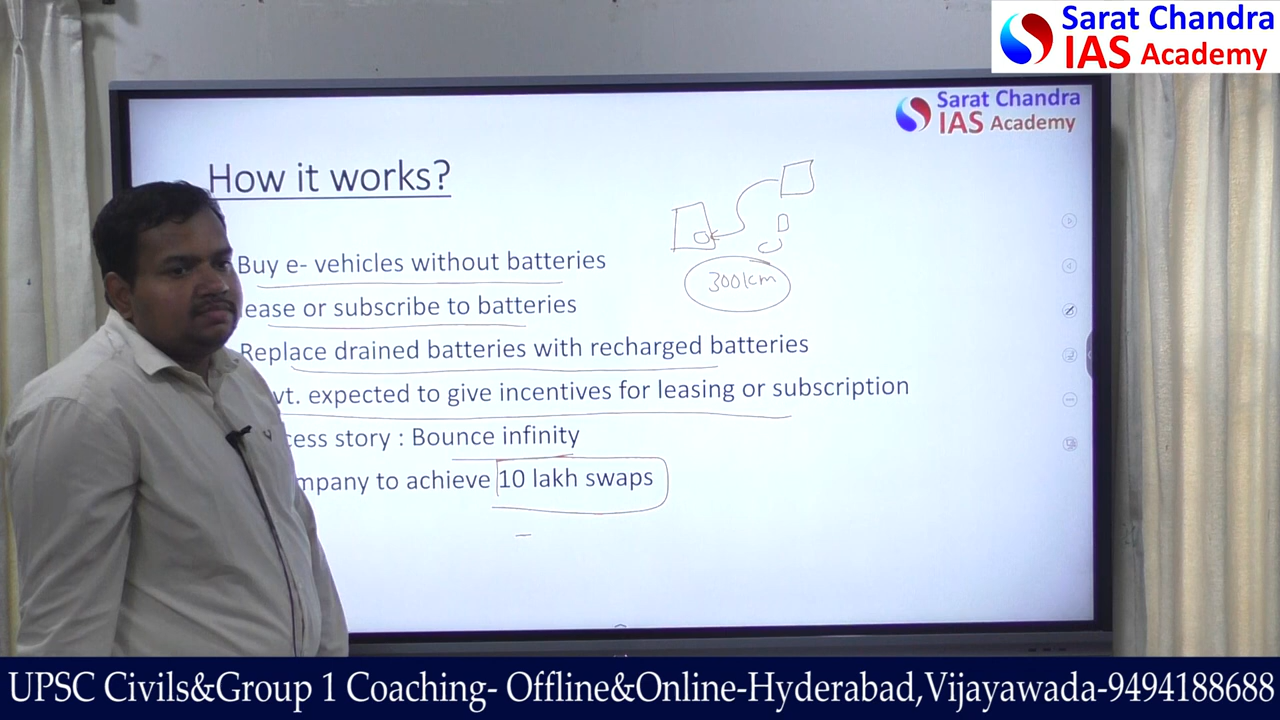 Sarat Chandra
IAS Academy
Sarat Chandra
IAS Academy
How it works?
Buy e- vehicles without batteries
ease or subscribe to batteries
Replace drained batteries with recharged batteries
vt. expected to give incentives for leasing or subscription
cess story : Bounce infinity
mpany to achieve 10 lakh swaps
300km
UPSC Civils&Group 1 Coaching- Offline&Online-Hyderabad,Vijayawada-9494188688